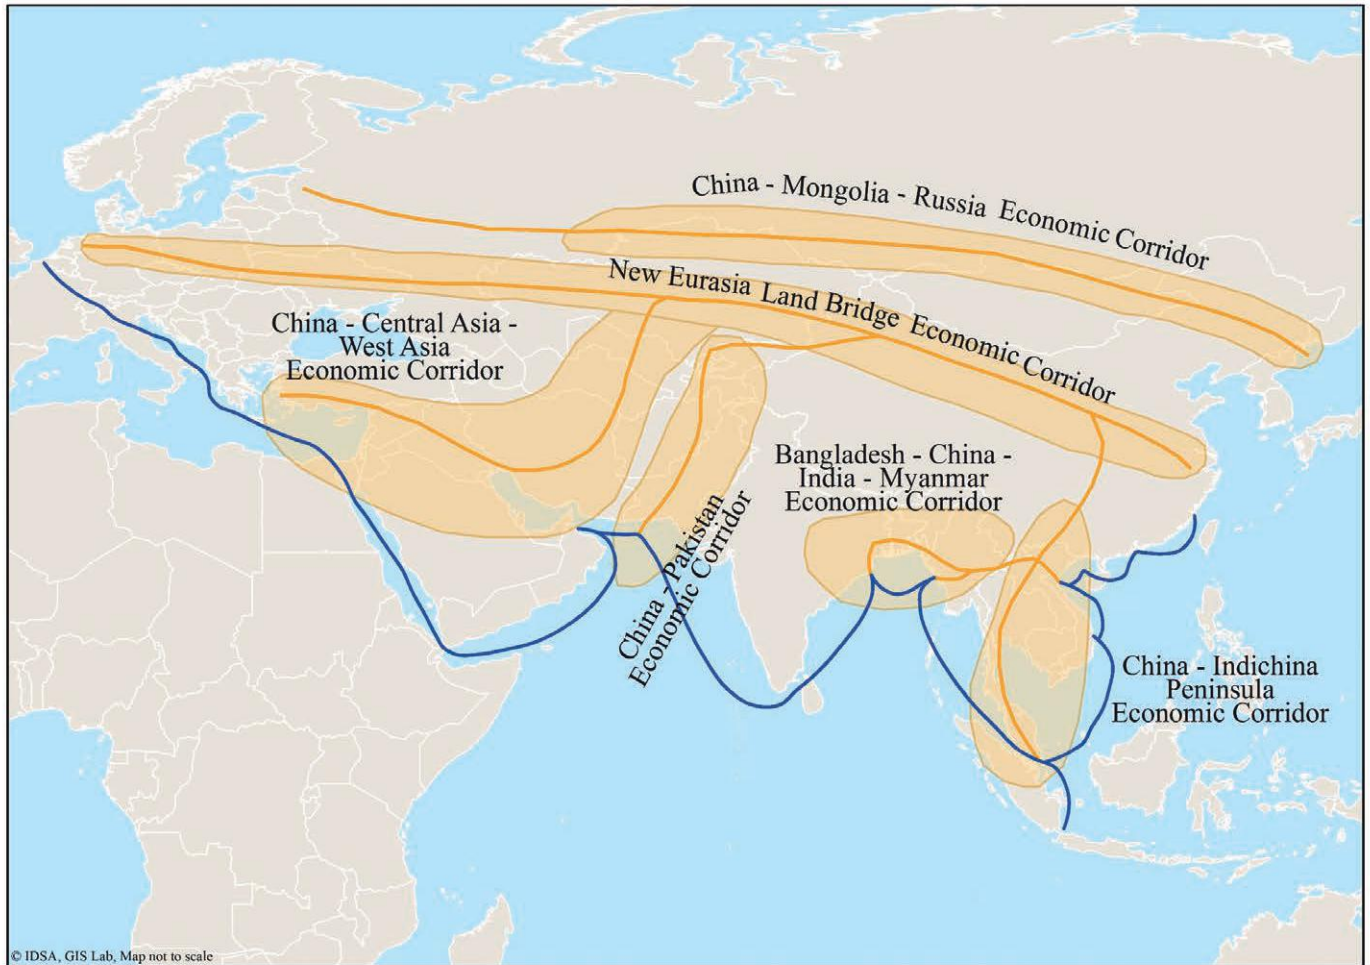 China - Mongolia - Russia Economic Corridor
New Eurasia Land Bridge Economic Corridor
China - Central Asia -
West Asia
Economic Corridor
Bangladesh - China -
India - Myanmar
Economic Corridor
China - Pakistan
Economic Corridor
China - Indichina
Peninsula
Economic Corridor
© IDSA, GIS Lab, Map not to scale